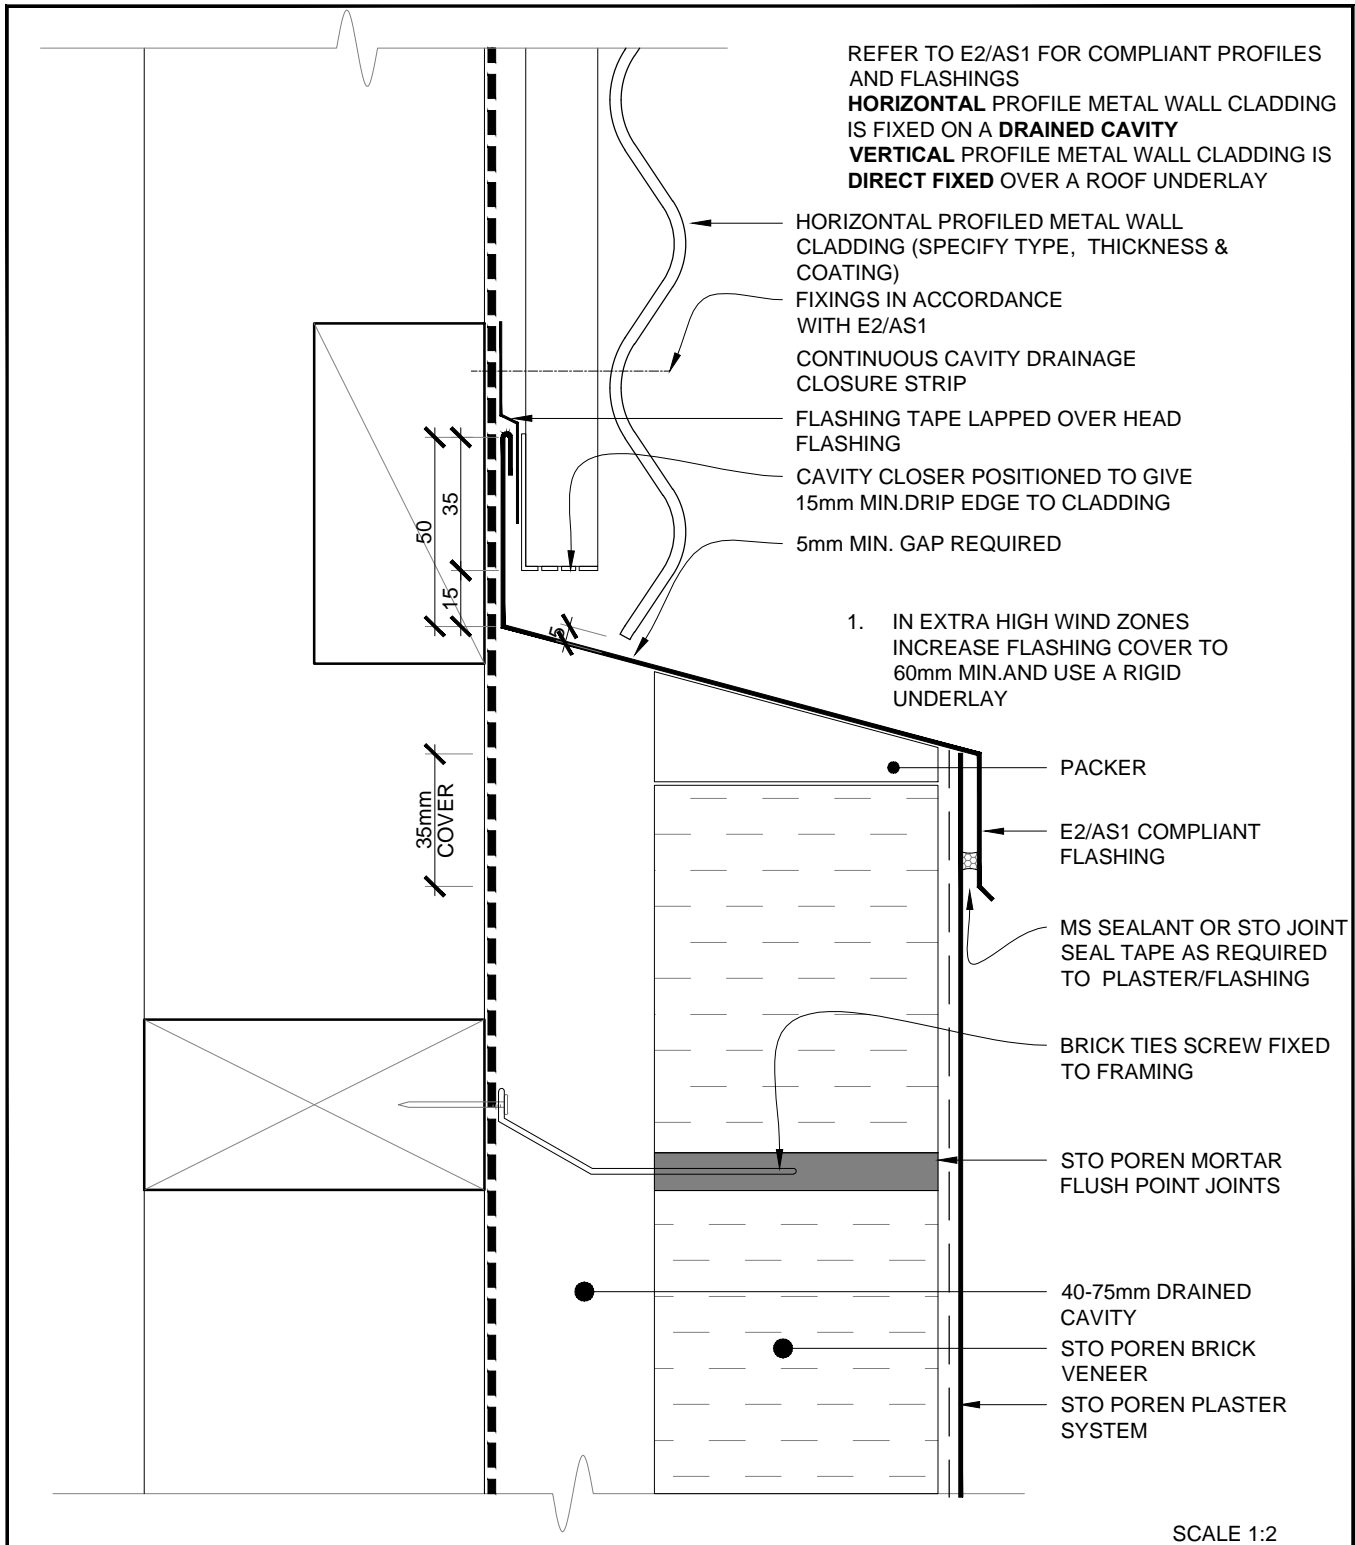 REFER TO E2/AS1 FOR COMPLIANT PROFILES
AND FLASHINGS
HORIZONTAL PROFILE METAL WALL CLADDING
IS FIXED ON A DRAINED CAVITY
VERTICAL PROFILE METAL WALL CLADDING IS
DIRECT FIXED OVER A ROOF UNDERLAY
HORIZONTAL PROFILED METAL WALL
CLADDING (SPECIFY TYPE, THICKNESS &
COATING)
FIXINGS IN ACCORDANCE
WITH E2/AS1
CONTINUOUS CAVITY DRAINAGE
CLOSURE STRIP
FLASHING TAPE LAPPED OVER HEAD
FLASHING
CAVITY CLOSER POSITIONED TO GIVE
15mm MIN.DRIP EDGE TO CLADDING
5mm MIN. GAP REQUIRED
50
35
15
5
1. IN EXTRA HIGH WIND ZONES
INCREASE FLASHING COVER TO
60mm MIN.AND USE A RIGID
UNDERLAY
35mm
COVER
PACKER
E2/AS1 COMPLIANT
FLASHING
MS SEALANT OR STO JOINT
SEAL TAPE AS REQUIRED
TO PLASTER/FLASHING
BRICK TIES SCREW FIXED
TO FRAMING
STO POREN MORTAR
FLUSH POINT JOINTS
40-75mm DRAINED
CAVITY
STO POREN BRICK
VENEER
STO POREN PLASTER
SYSTEM
SCALE 1:2